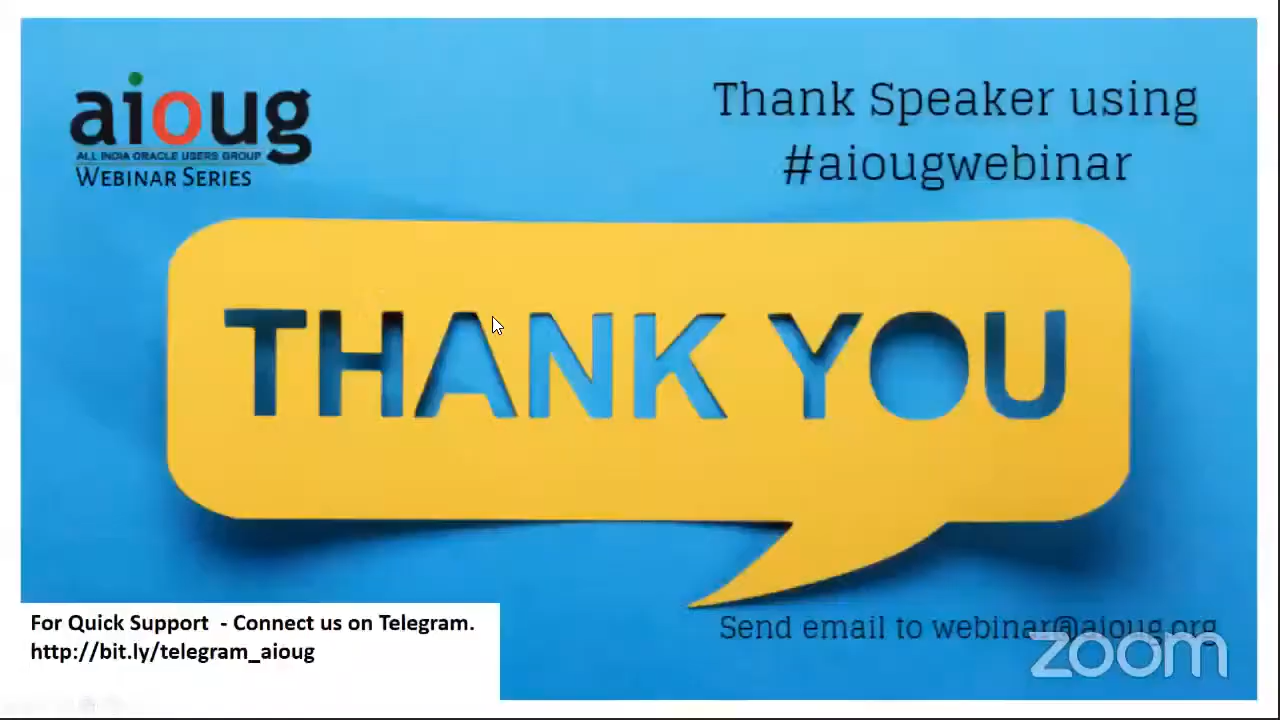 aioug
ALL INDIA ORACLE USERS GROUP
WEBINAR SERIES
Thank Speaker using
#aiougwebinar
THANK YOU
For Quick Support - Connect us on Telegram.
http://bit.ly/telegram_aioug
Send email to webinar@aioug.org
zoom